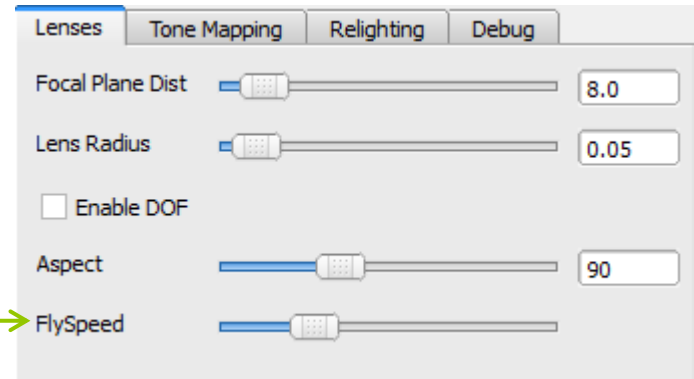 Lenses Tone Mapping Relighting Debug
Focal Plane Dist 8.0
Lens Radius 0.05
Enable DOF
Aspect 90
FlySpeed